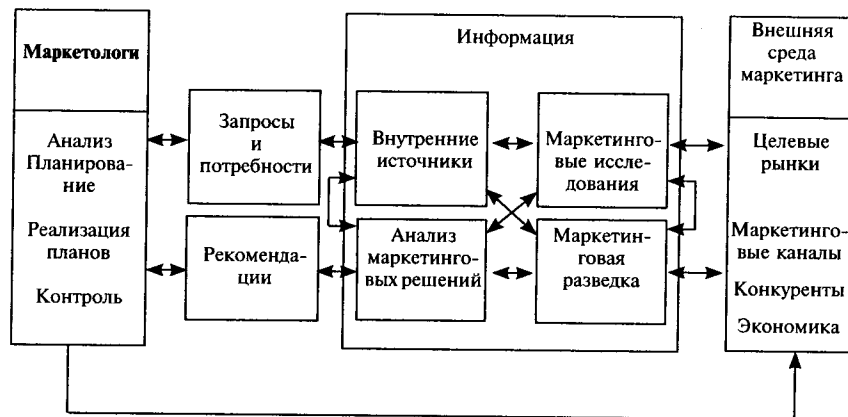 Маркетологи
Анализ
Планирова-
ние
Реализация
планов
Контроль
Запросы
и
потребности
Рекоменда-
ции
Информация
Внутренние
источники
Маркетинго-
вые иссле-
дования
Анализ
маркетинго-
вых решений
Маркетин-
говая
разведка
Внешняя
среда
маркетинга
Целевые
рынки
Маркетинго-
вые каналы
Конкуренты
Экономика